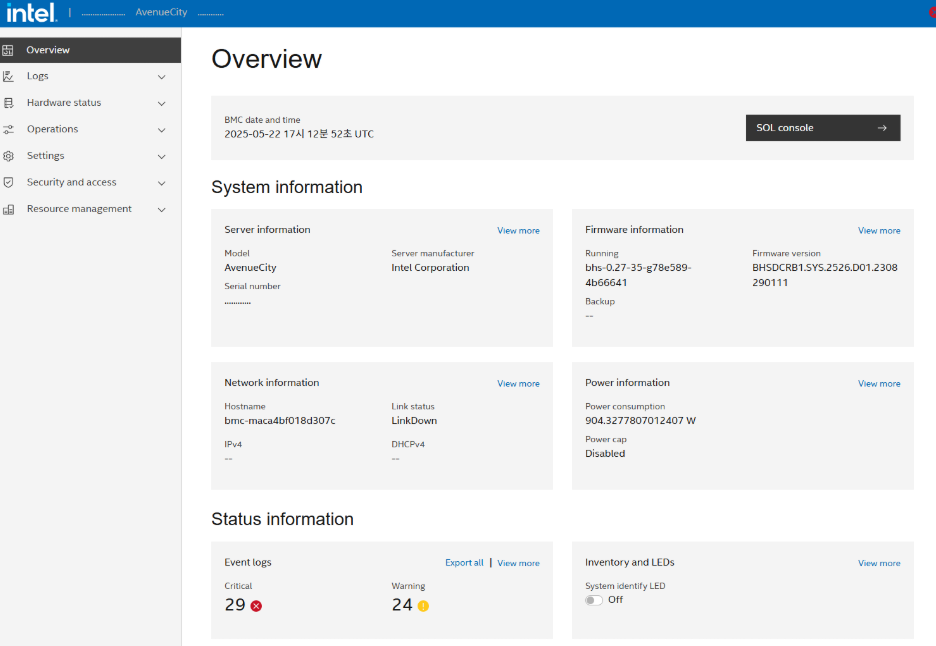 intel. | ...................... AvenueCity .............
Overview
Logs
Hardware status
Operations
Settings
Security and access
Resource management
Overview
BMC date and time
2025-05-22 17시 12분 52초 UTC
SOL console
System information
Server information View more
Model Server manufacturer
AvenueCity Intel Corporation
Serial number
............
Firmware information View more
Running Firmware version
bhs-0.27-35-g78e589- BHSDCRB1.SYS.2526.D01.2308
4b66641 290111
Backup
--
Network information View more
Hostname Link status
bmc-maca4bf018d307c LinkDown
IPv4 DHCPv4
-- --
Power information View more
Power consumption
904.3277807012407 W
Power cap
Disabled
Status information
Event logs Export all | View more
Critical Warning
29 24
Inventory and LEDs View more
System identify LED
Off